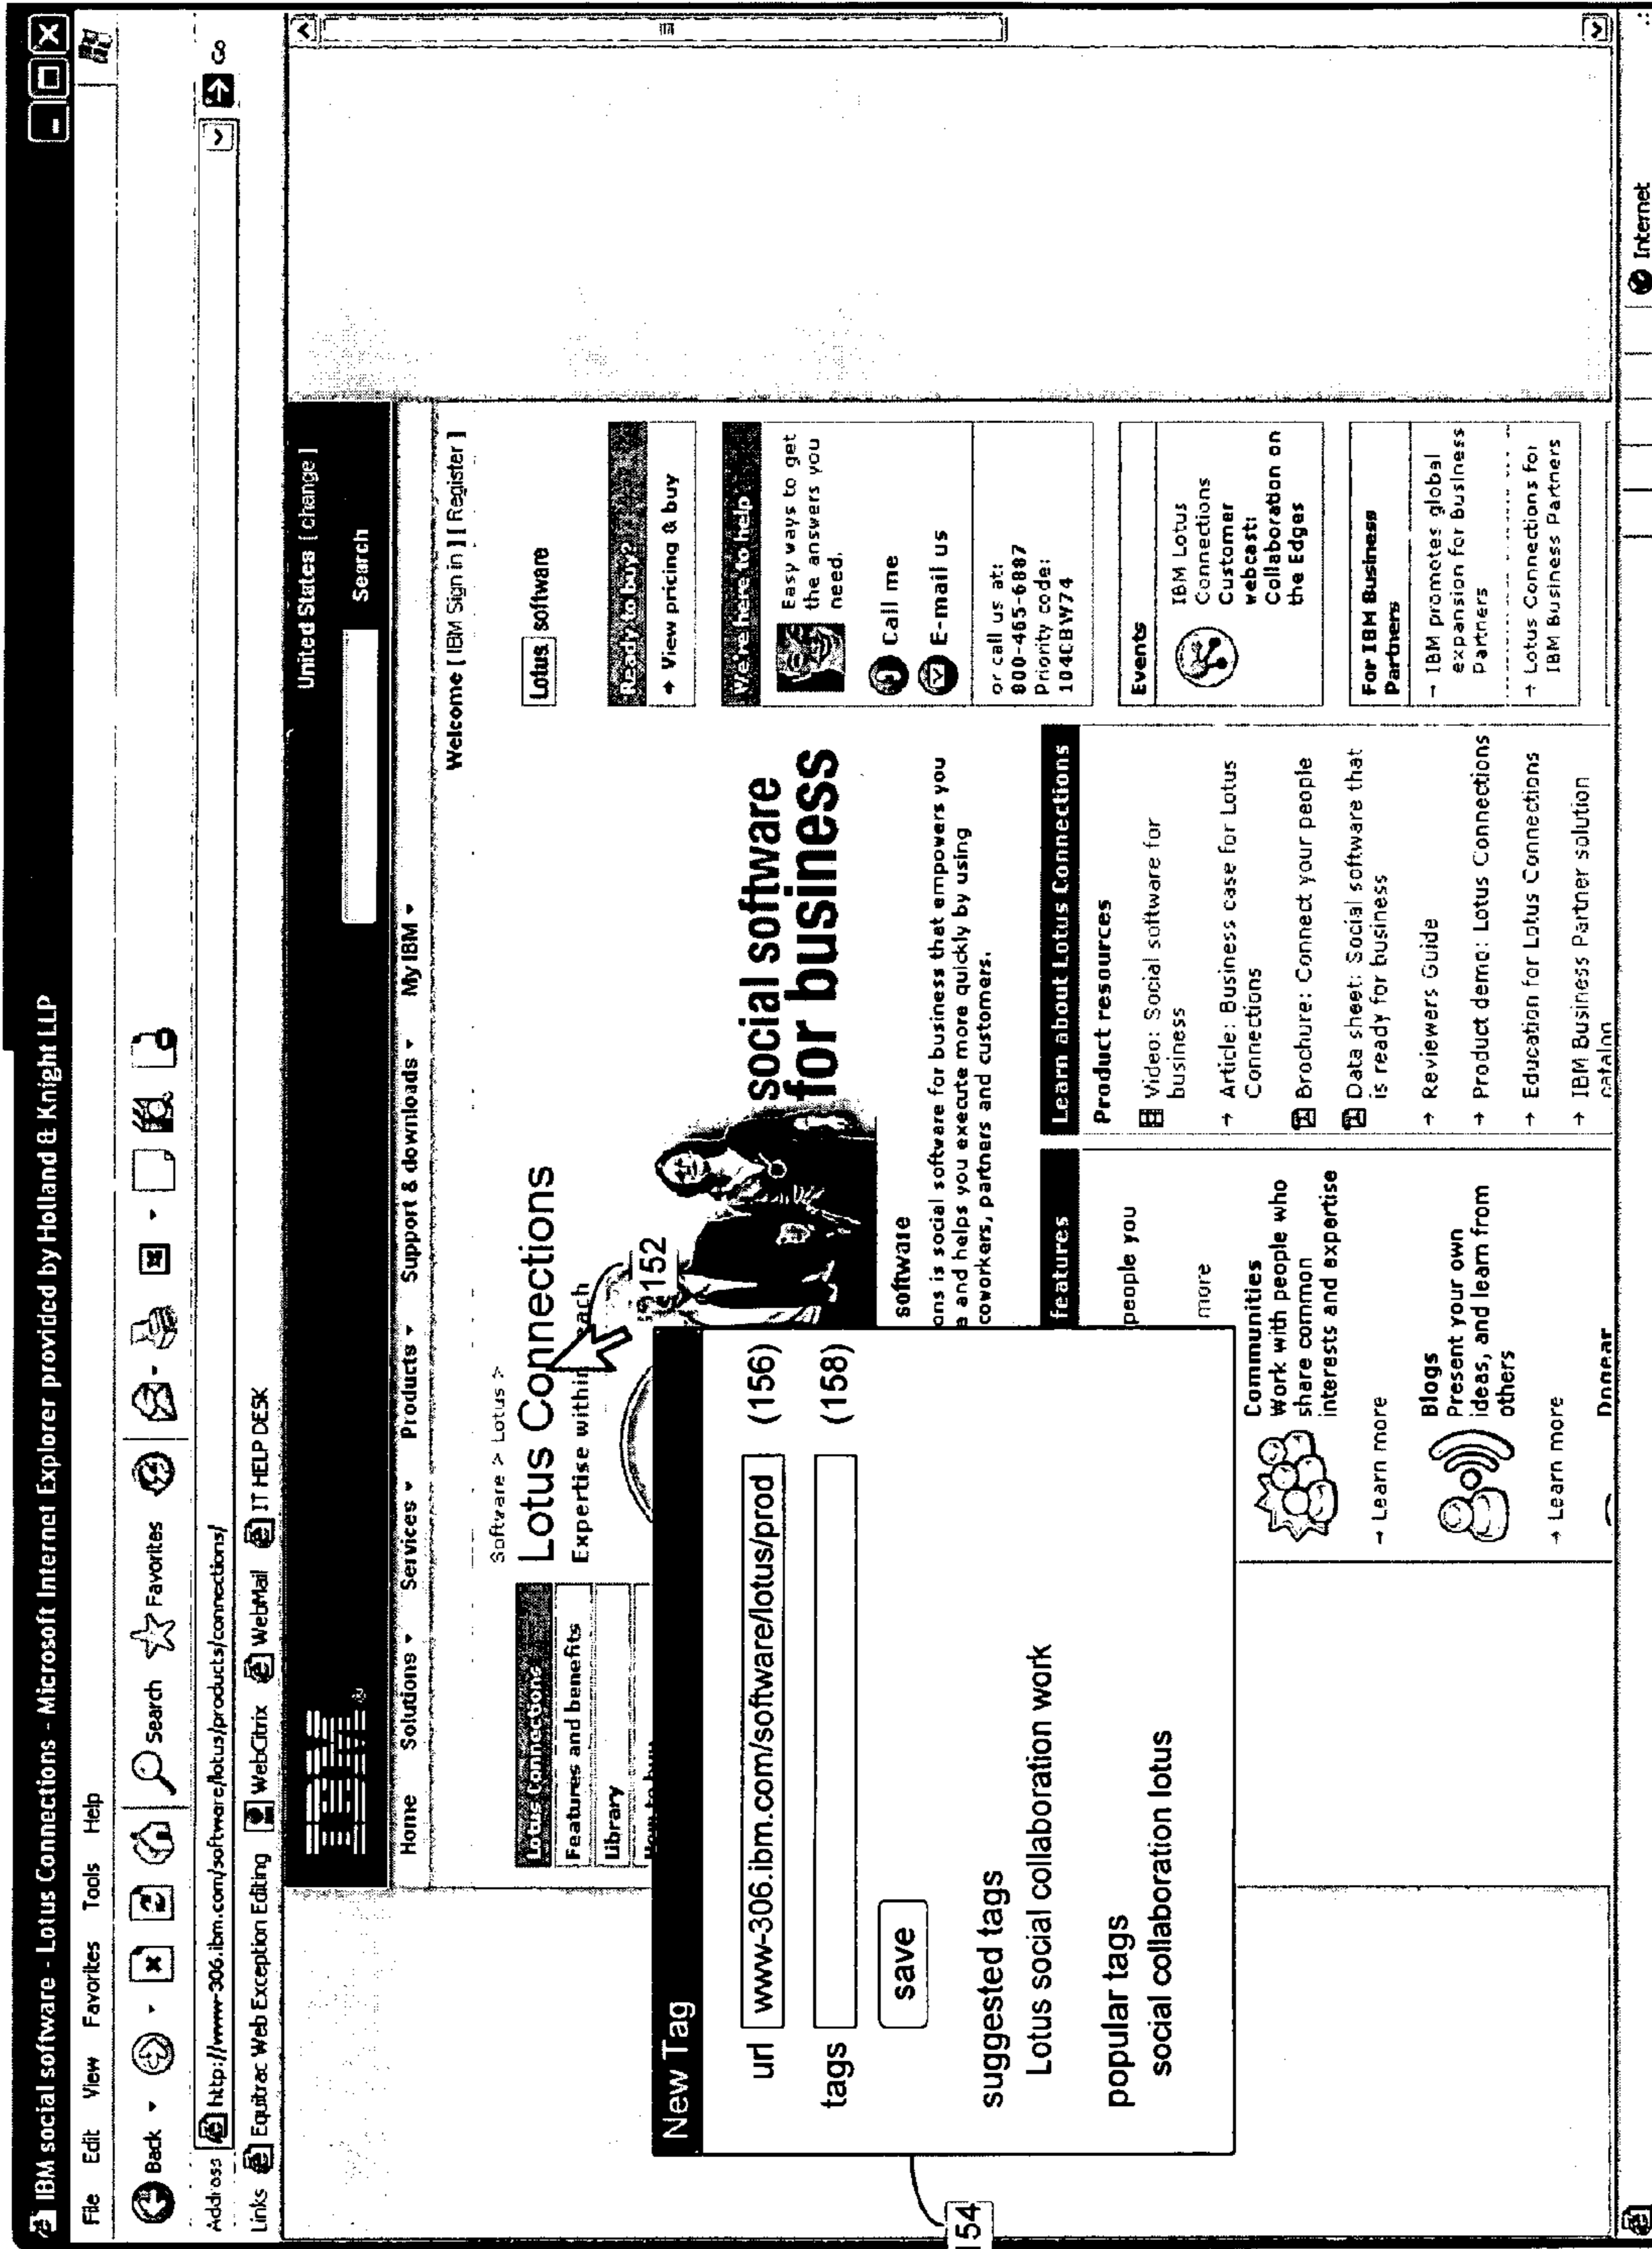 IBM social software - Lotus Connections - Microsoft Internet Explorer provided by Holland & Knight LLP
File Edit View Favorites Tools Help
Back Search Favorites
Address http://www-306.ibm.com/software/lotus/products/connections/
Links Equitrac Web Exception Editing WebCitrix WebMail IT HELP DESK
IBM®
United States [ change ]
Search
Home Solutions Services Products Support & downloads My IBM
Welcome [ IBM Sign in ] [ Register ]
Lotus Connections
Features and benefits
Library
How to buy
Software > Lotus >
Lotus Connections
Expertise within
152
social software
for business
software
ons is social software for business that empowers you
and helps you execute more quickly by using
coworkers, partners and customers.
features
people you
more
Communities
Work with people who
share common
interests and expertise
→ Learn more
Blogs
Present your own
ideas, and learn from
others
→ Learn more
Learn about Lotus Connections
Product resources
Video: Social software for
business
→ Article: Business case for Lotus
Connections
Brochure: Connect your people
Data sheet: Social software that
is ready for business
→ Reviewers Guide
→ Product demo: Lotus Connections
→ Education for Lotus Connections
→ IBM Business Partner solution
catalog
Lotus software
Ready to buy?
→ View pricing & buy
We're here to help
Easy ways to get
the answers you
need.
Call me
E-mail us
or call us at:
800-465-6887
Priority code:
104CBW74
Events
IBM Lotus
Connections
Customer
webcast:
Collaboration on
the Edges
For IBM Business
Partners
→ IBM promotes global
expansion for business
Partners
→ Lotus Connections for
IBM Business Partners
New Tag
url www-306.ibm.com/software/lotus/prod (156)
tags (158)
save
suggested tags
Lotus social collaboration work
popular tags
social collaboration lotus
154
Internet